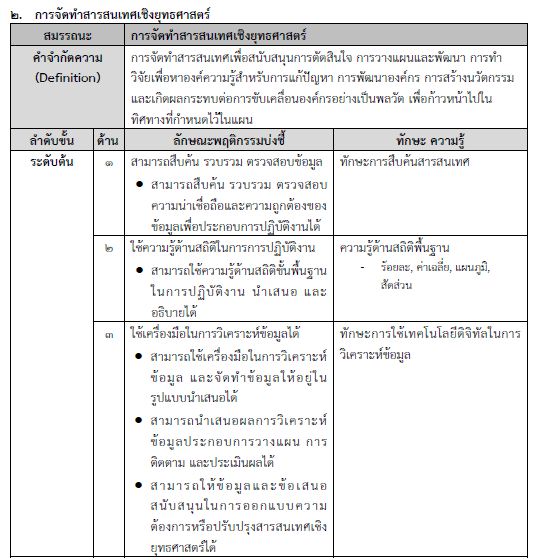 ๒. การจัดทำสารสนเทศเชิงยุทธศาสตร์
สมรรถนะ การจัดทำสารสนเทศเชิงยุทธศาสตร์
คำจำกัดความ
(Definition)
การจัดทำสารสนเทศเพื่อสนับสนุนการตัดสินใจ การวางแผนและพัฒนา การทำ
วิจัยเพื่อหาองค์ความรู้สำหรับการแก้ปัญหา การพัฒนาองค์กร การสร้างนวัตกรรม
และเกิดผลกระทบต่อการขับเคลื่อนองค์กรอย่างเป็นพลวัต เพื่อก้าวหน้าไปใน
ทิศทางที่กำหนดไว้ในแผน
ลำดับขั้น ด้าน ลักษณะพฤติกรรมบ่งชี้ ทักษะ ความรู้
ระดับต้น ๑ สามารถสืบค้น รวบรวม ตรวจสอบข้อมูล ทักษะการสืบค้นสารสนเทศ
● สามารถสืบค้น รวบรวม ตรวจสอบ
ความน่าเชื่อถือและความถูกต้องของ
ข้อมูลเพื่อประกอบการปฏิบัติงานได้
๒ ใช้ความรู้ด้านสถิติในการการปฏิบัติงาน ความรู้ด้านสถิติพื้นฐาน
● สามารถใช้ความรู้ด้านสถิติขั้นพื้นฐาน
ในการปฏิบัติงาน นำเสนอ และ
อธิบายได้
- ร้อยละ, ค่าเฉลี่ย, แผนภูมิ,
สัดส่วน
๓ ใช้เครื่องมือในการวิเคราะห์ข้อมูลได้ ทักษะการใช้เทคโนโลยีดิจิทัลในการ
วิเคราะห์ข้อมูล
● สามารถใช้เครื่องมือในการวิเคราะห์
ข้อมูล และจัดทำข้อมูลให้อยู่ใน
รูปแบบนำเสนอได้
● สามารถนำเสนอผลการวิเคราะห์
ข้อมูลประกอบการวางแผน การ
ติดตาม และประเมินผลได้
● สามารถให้ข้อมูลและข้อเสนอ
สนับสนุนในการออกแบบความ
ต้องการหรือปรับปรุงสารสนเทศเชิง
ยุทธศาสตร์ได้